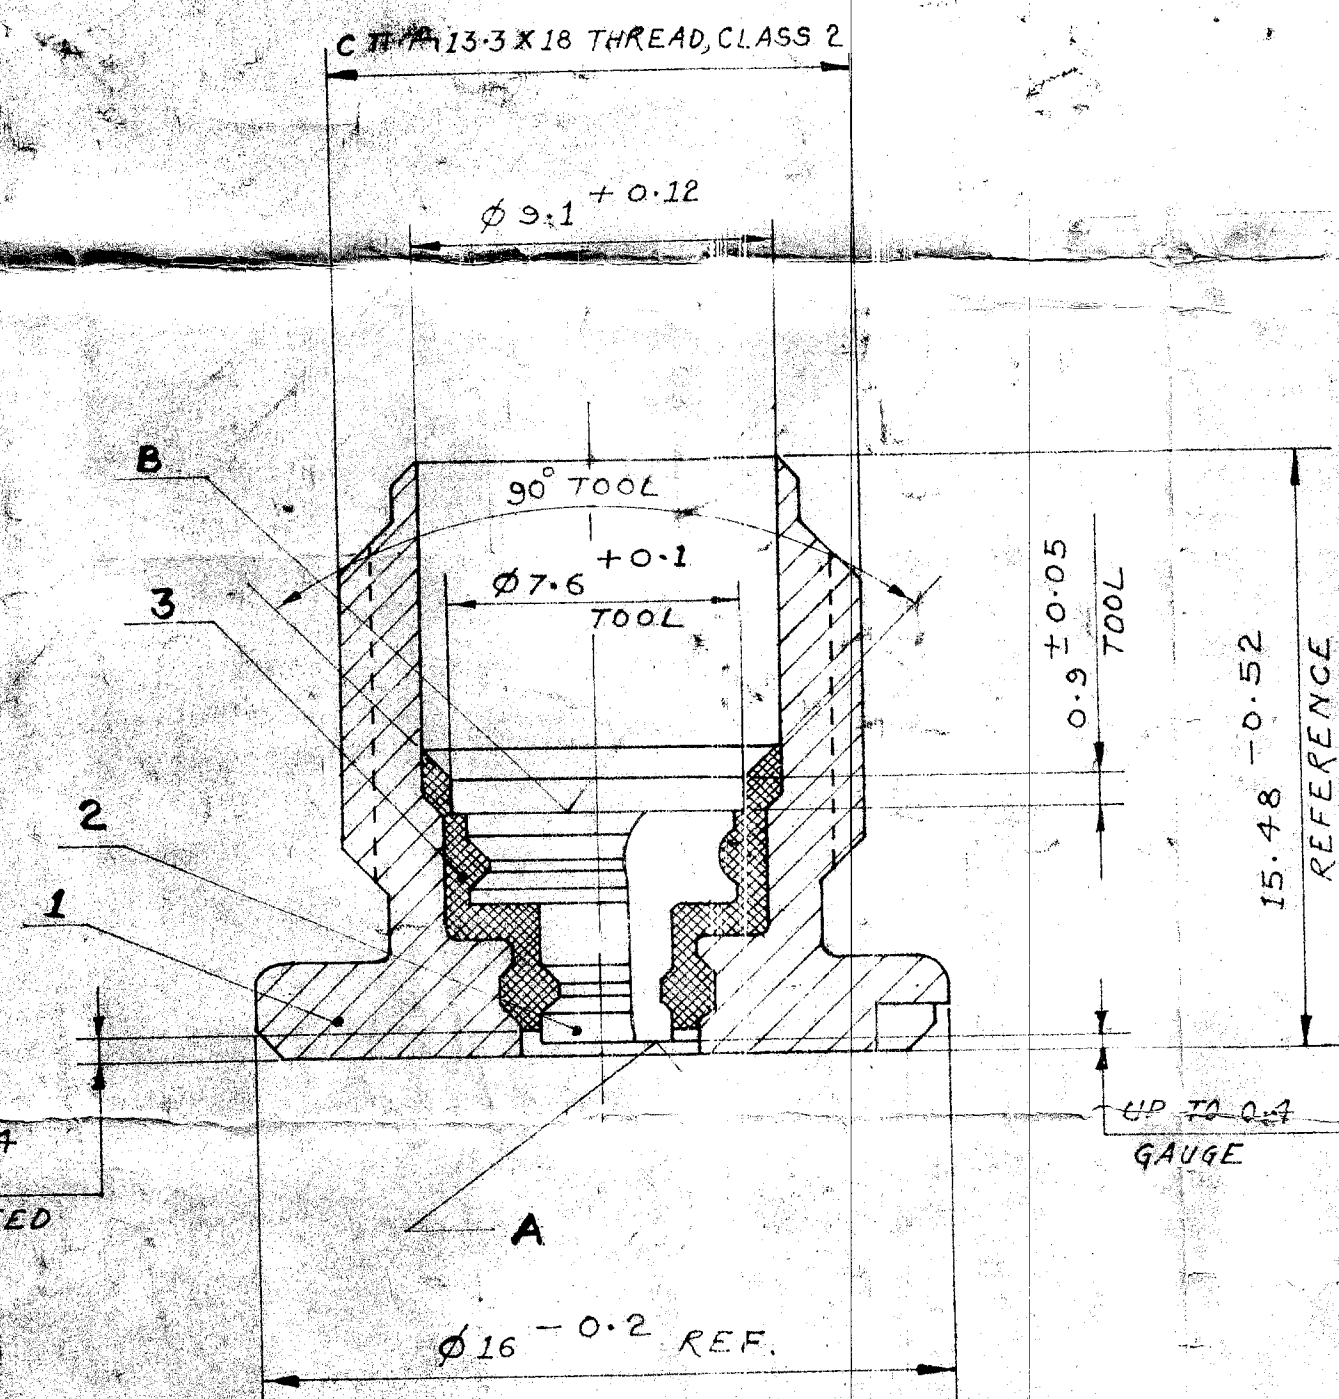 13.3 X 18 THREAD, CLASS 2
Ø 9.1 + 0.12
B
90° TOOL
+ 0.1
Ø 7.6
TOOL
3
0.9 ± 0.05
TOOL
15.48 - 0.52
REFERENCE
2
1
UP TO 0.4
GAUGE
A
Ø 16 - 0.2 REF.